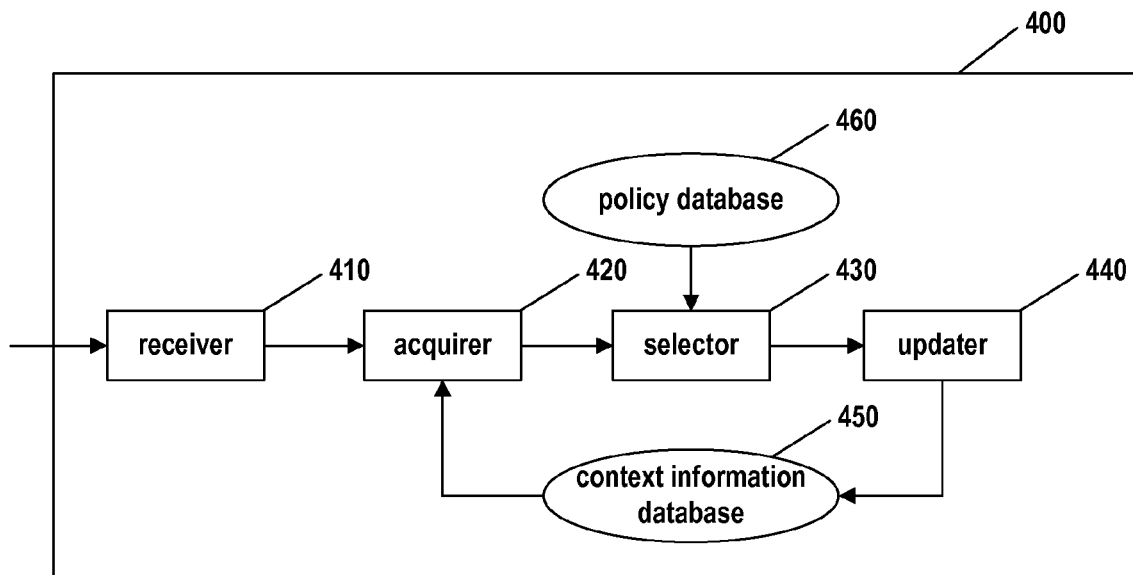 400
460
policy database
410
420
430
440
receiver
acquirer
selector
updater
450
context information
database